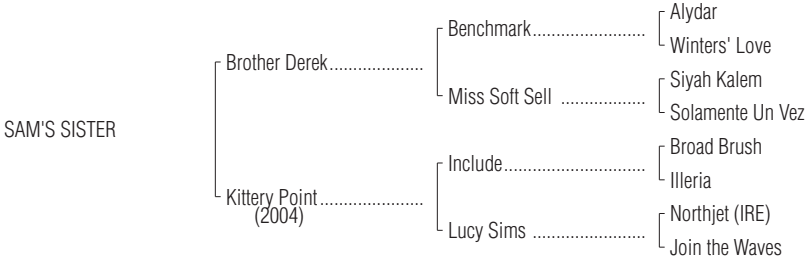 Alydar
Benchmark......................
Winters' Love
Brother Derek..................
Siyah Kalem
Miss Soft Sell ................
Solamente Un Vez
SAM'S SISTER
Broad Brush
Include...........................
Illeria
Kittery Point....................
(2004)
Northjet (IRE)
Lucy Sims ......................
Join the Waves